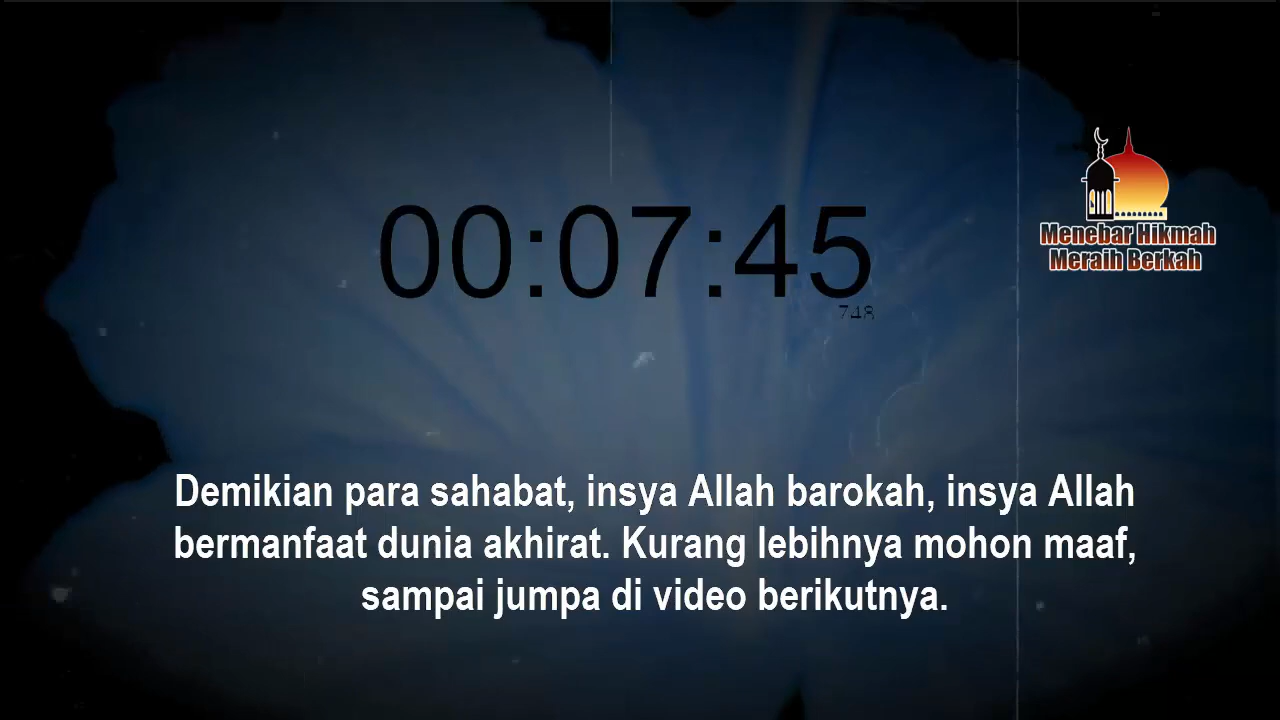 00:07:45
748
Menebar Hikmah
Meraih Berkah
Demikian para sahabat, insya Allah barokah, insya Allah
bermanfaat dunia akhirat. Kurang lebihnya mohon maaf,
sampai jumpa di video berikutnya.